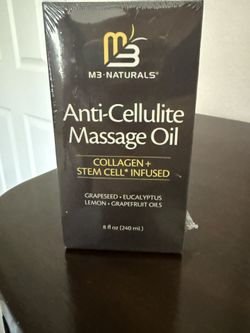 M3
M3·NATURALS®
Anti-Cellulite
Massage Oil
COLLAGEN +
STEM CELL* INFUSED
GRAPESEED • EUCALYPTUS
LEMON • GRAPEFRUIT OILS
8 fl oz (240 mL)